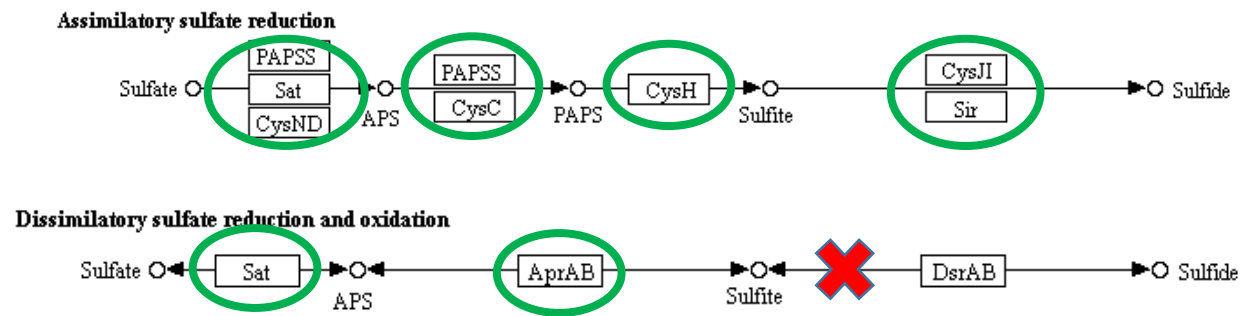 Assimilatory sulfate reduction
PAPSS
PAPSS
CysJI
Sulfate
Sat
CysH
Sulfide
CysND
CysC
Sir
APS
PAPS
Sulfite
Dissimilatory sulfate reduction and oxidation
Sulfate
Sat
AprAB
DsrAB
Sulfide
APS
Sulfite